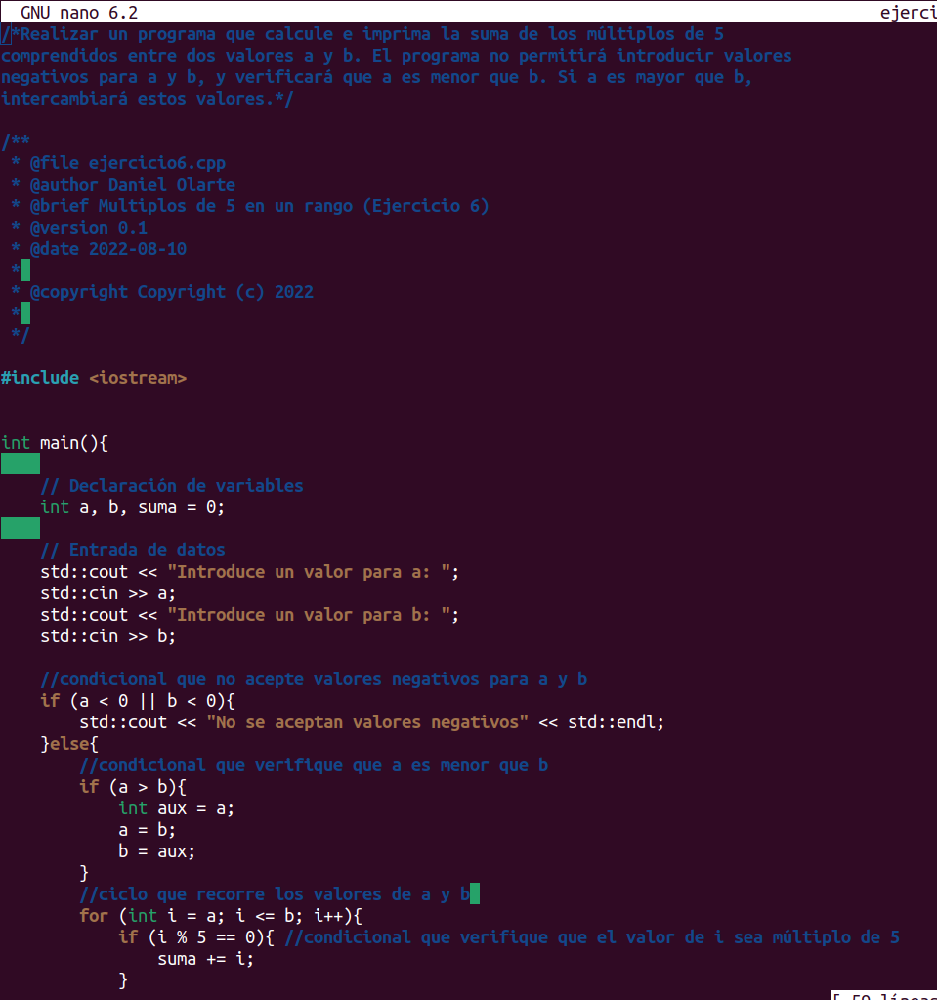 GNU nano 6.2 ejerci
/*Realizar un programa que calcule e imprima la suma de los múltiplos de 5
comprendidos entre dos valores a y b. El programa no permitirá introducir valores
negativos para a y b, y verificará que a es menor que b. Si a es mayor que b,
intercambiará estos valores.*/
/**
 * @file ejercicio6.cpp
 * @author Daniel Olarte
 * @brief Multiplos de 5 en un rango (Ejercicio 6)
 * @version 0.1
 * @date 2022-08-10
 *
 * @copyright Copyright (c) 2022
 *
 */
#include <iostream>
int main(){
    // Declaración de variables
    int a, b, suma = 0;
    // Entrada de datos
    std::cout << "Introduce un valor para a: ";
    std::cin >> a;
    std::cout << "Introduce un valor para b: ";
    std::cin >> b;
    //condicional que no acepte valores negativos para a y b
    if (a < 0 || b < 0){
        std::cout << "No se aceptan valores negativos" << std::endl;
    }else{
        //condicional que verifique que a es menor que b
        if (a > b){
            int aux = a;
            a = b;
            b = aux;
        }
        //ciclo que recorre los valores de a y b
        for (int i = a; i <= b; i++){
            if (i % 5 == 0){ //condicional que verifique que el valor de i sea múltiplo de 5
                suma += i;
            }